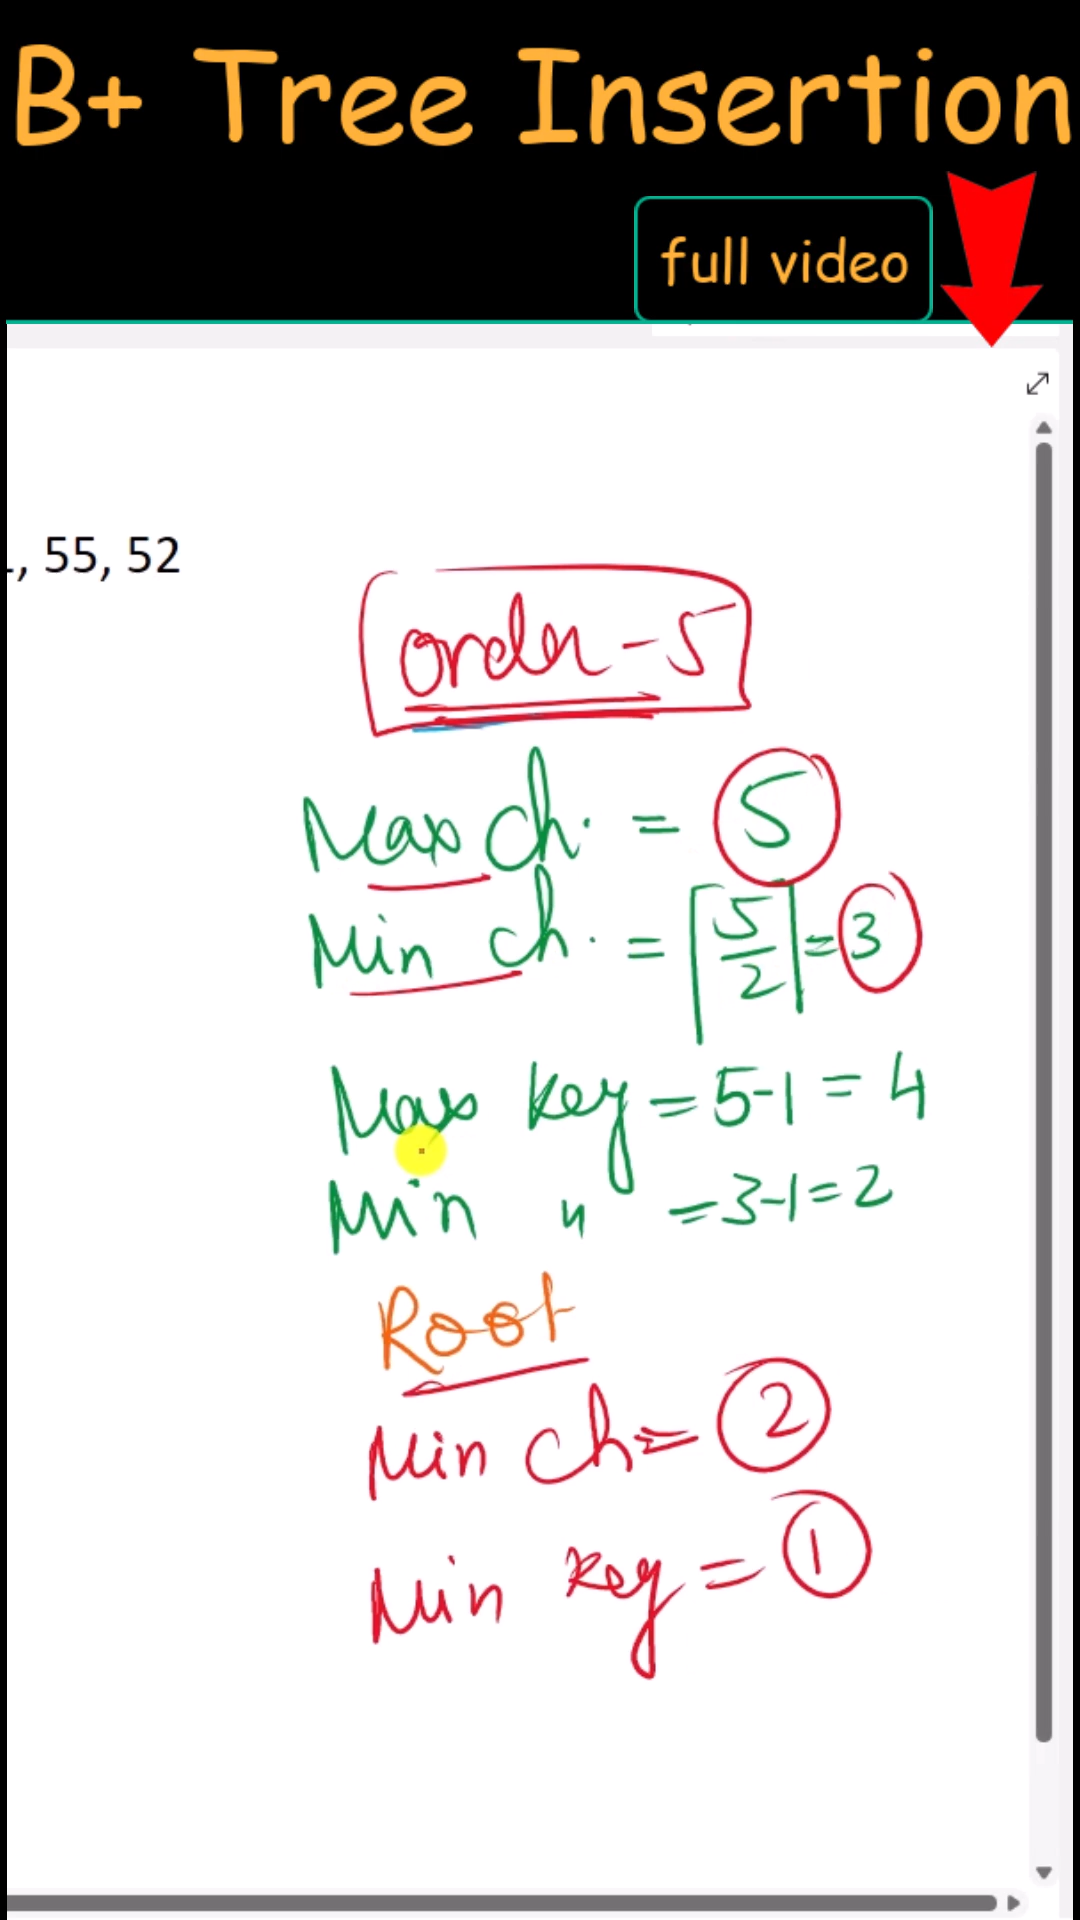 B+ Tree Insertion
full video
, 55, 52
order - 5
Max ch. = 5
Min ch. = ⌈5/2⌉ = 3
Max key = 5-1 = 4
Min " = 3-1 = 2
Root
Min ch = 2
Min key = 1